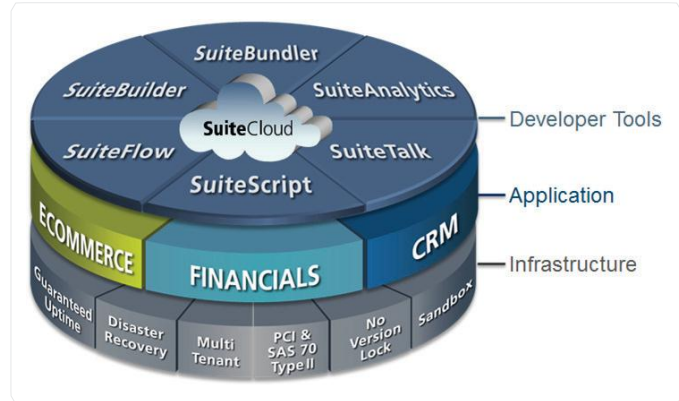 SuiteBundler
SuiteBuilder
SuiteAnalytics
SuiteCloud
SuiteFlow
SuiteTalk
SuiteScript
Developer Tools
ECOMMERCE
FINANCIALS
CRM
Application
Guaranteed
Uptime
Disaster
Recovery
Multi
Tenant
PCI &
SAS 70
Type II
No
Version
Lock
Sandbox
Infrastructure